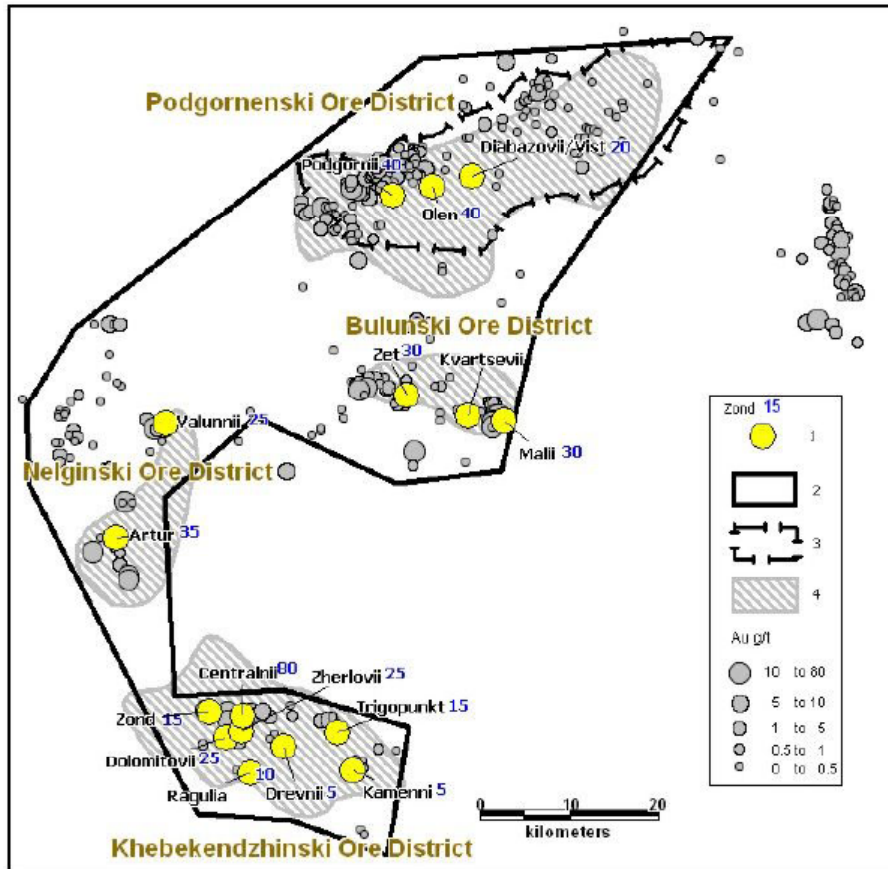 Podgornenski Ore District
Diabazovii/Vist 20
Podgornii 40
Olen 40
Bulunski Ore District
Zet 30
Kvartsevii
Malii 30
Valunnii 25
Nelginski Ore District
Artur 35
Centralnii 80
Zherlovii 25
Zond 15
Trigopunkt 15
Dolomitovii 25
Ragulia 10
Drevnii 5
Kamenni 5
Khebekendzhinski Ore District
0 10 20
kilometers
Zond 15
1
2
3
4
Au g/t
10 to 80
5 to 10
1 to 5
0.5 to 1
0 to 0.5